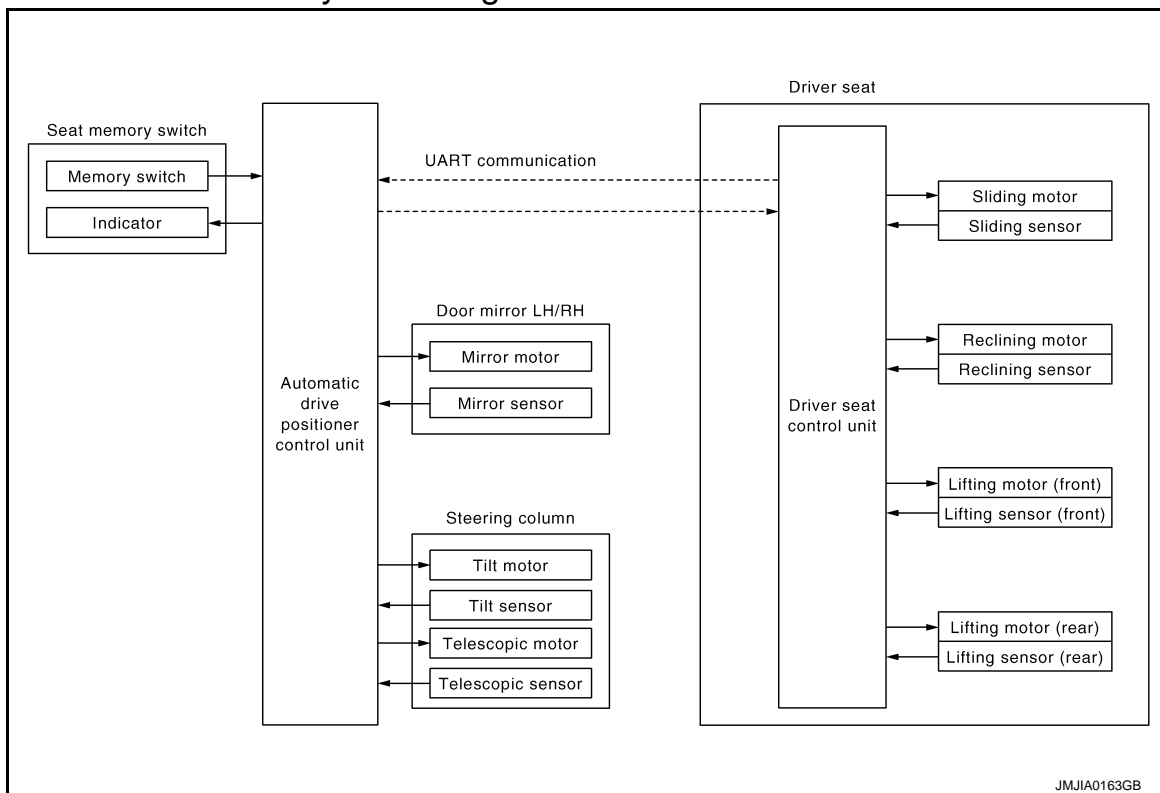 Driver seat
Seat memory switch
Memory switch
Indicator
UART communication
Sliding motor
Sliding sensor
Door mirror LH/RH
Mirror motor
Mirror sensor
Reclining motor
Reclining sensor
Automatic
drive
positioner
control unit
Driver seat
control unit
Lifting motor (front)
Lifting sensor (front)
Steering column
Tilt motor
Tilt sensor
Telescopic motor
Telescopic sensor
Lifting motor (rear)
Lifting sensor (rear)
JMJIA0163GB